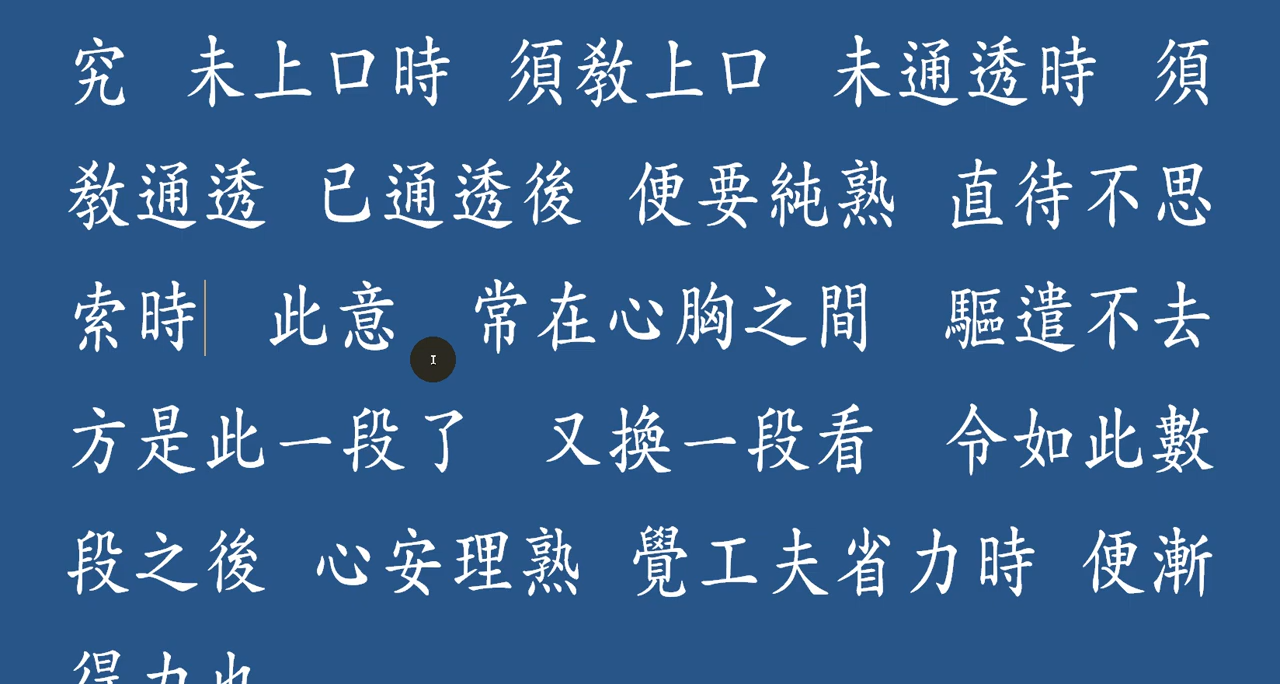 究 未上口時 須教上口 未通透時 須
教通透 已通透後 便要純熟 直待不思
索時 此意 常在心胸之間 驅遣不去
方是此一段了 又換一段看 令如此數
段之後 心安理熟 覺工夫省力時 便漸
得力也